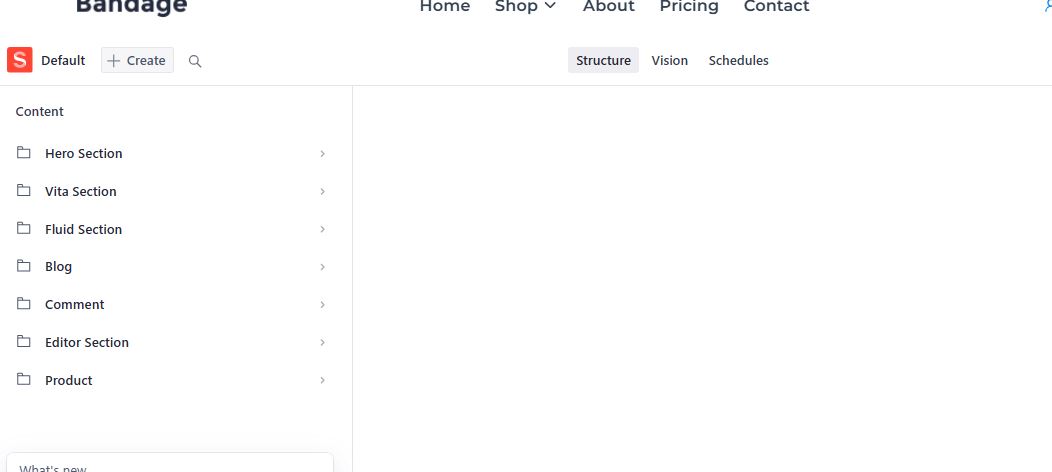 Bandage
Home Shop About Pricing Contact
S Default Create Structure Vision Schedules
Content
Hero Section
Vita Section
Fluid Section
Blog
Comment
Editor Section
Product
What's new